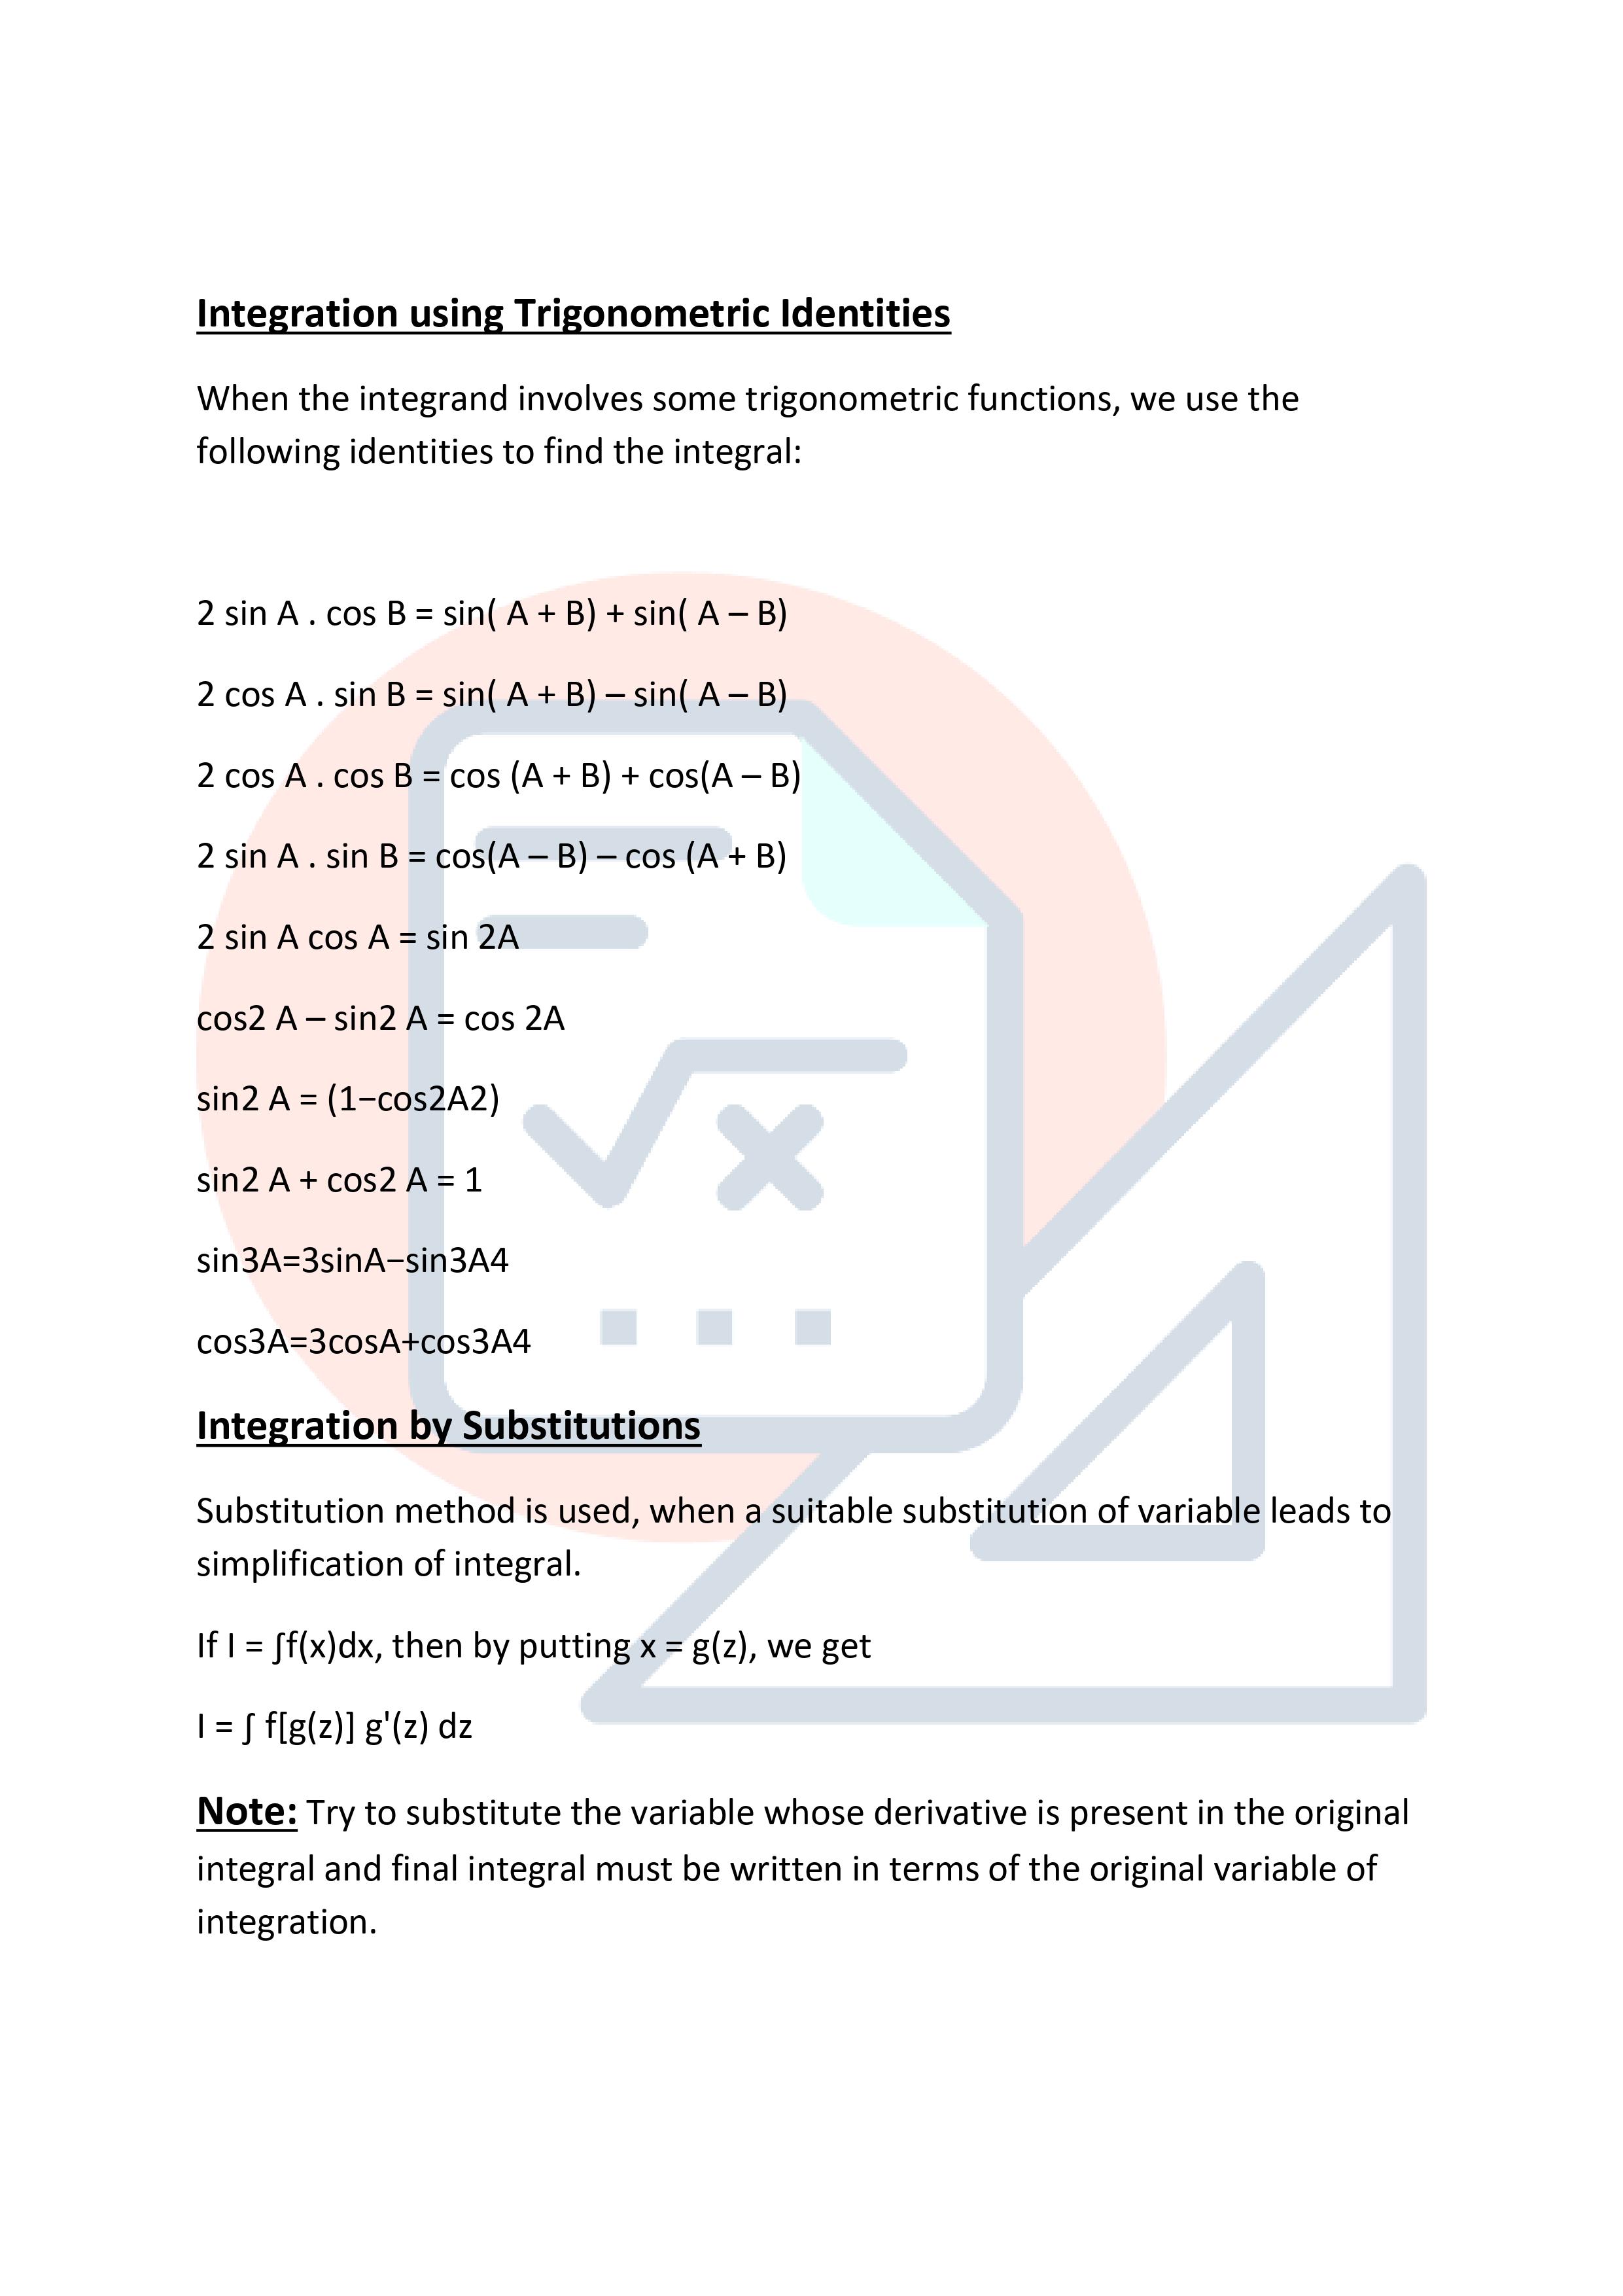 Integration using Trigonometric Identities
When the integrand involves some trigonometric functions, we use the
following identities to find the integral:
2 sin A . cos B = sin( A + B) + sin( A – B)
2 cos A . sin B = sin( A + B) – sin( A – B)
2 cos A . cos B = cos (A + B) + cos(A – B)
2 sin A . sin B = cos(A – B) – cos (A + B)
2 sin A cos A = sin 2A
cos2 A – sin2 A = cos 2A
sin2 A = (1−cos2A2)
sin2 A + cos2 A = 1
sin3A=3sinA−sin3A4
cos3A=3cosA+cos3A4
Integration by Substitutions
Substitution method is used, when a suitable substitution of variable leads to
simplification of integral.
If I = ∫f(x)dx, then by putting x = g(z), we get
I = ∫ f[g(z)] g'(z) dz
Note: Try to substitute the variable whose derivative is present in the original
integral and final integral must be written in terms of the original variable of
integration.